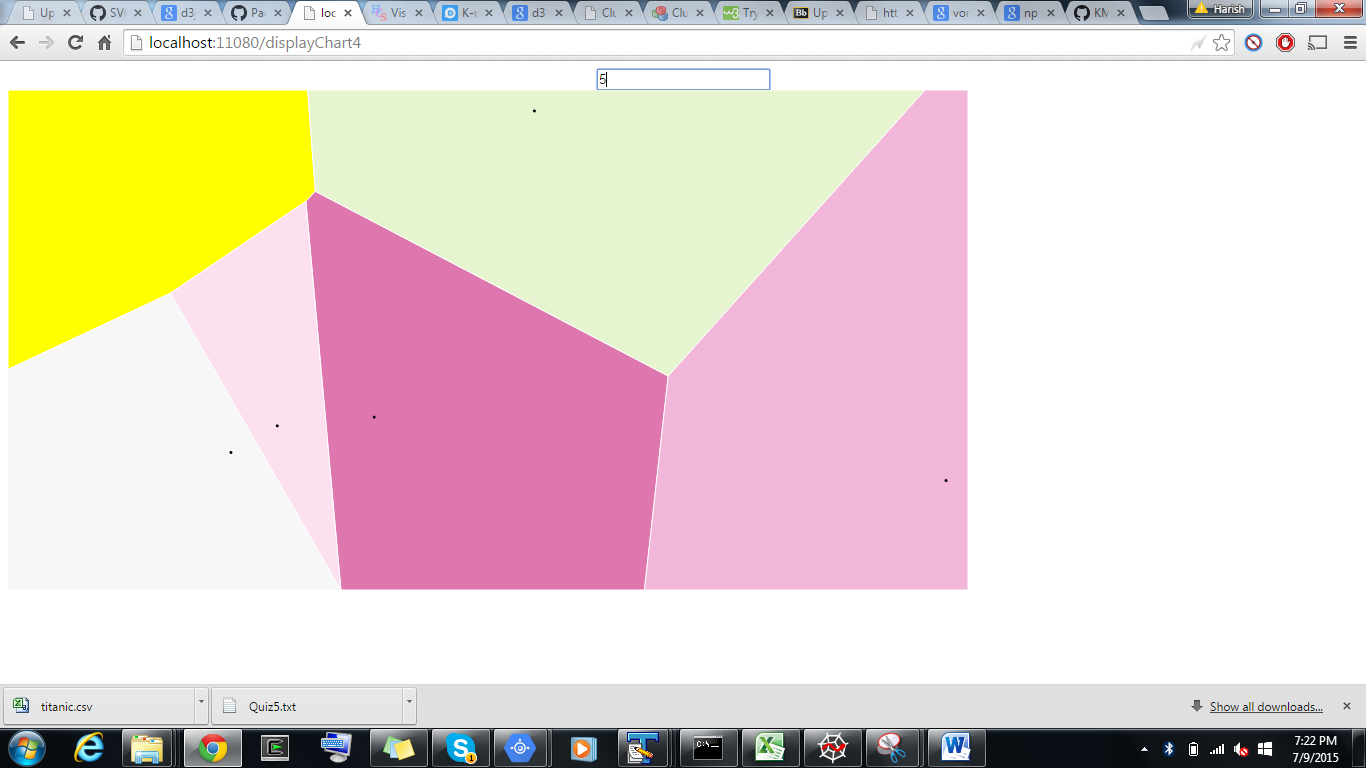 Up
SV
d3
Pa
loc
Vis
K-
d3
Clu
Clu
Try
Up
htt
vor
np
KM
Harish
localhost:11080/displayChart4
5
titanic.csv
Quiz5.txt
Show all downloads...
7:22 PM
7/9/2015